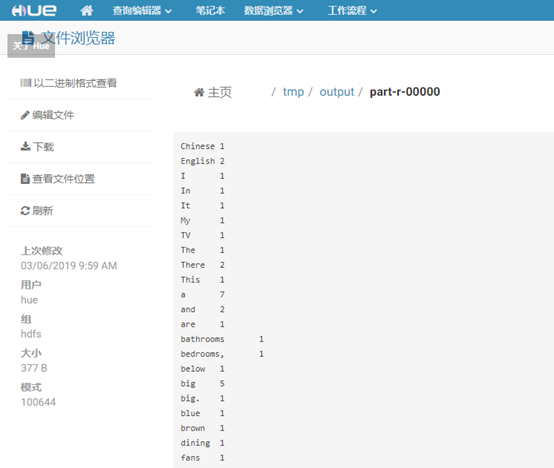 HUE 查询编辑器 笔记本 数据浏览器 工作流程
文件浏览器
关于 Hue
以二进制格式查看
编辑文件
下载
查看文件位置
刷新
上次修改
03/06/2019 9:59 AM
用户
hue
组
hdfs
大小
377 B
模式
100644
主页 / tmp / output / part-r-00000
Chinese 1
English 2
I 1
In 1
It 1
My 1
TV 1
The 1
There 2
This 1
a 7
and 2
are 1
bathrooms 1
bedrooms, 1
below 1
big 5
big. 1
blue 1
brown 1
dining 1
fans 1